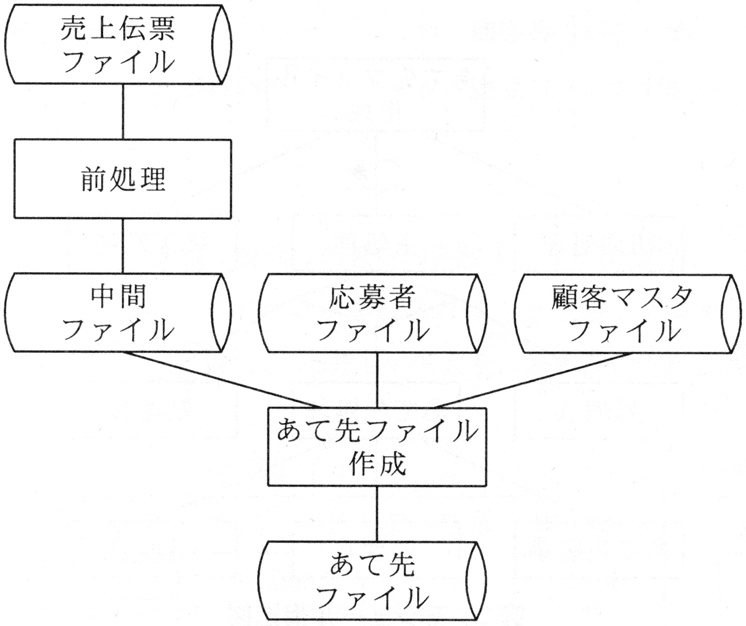 売上伝票
ファイル
前処理
中間
ファイル
応募者
ファイル
顧客マスタ
ファイル
あて先ファイル
作成
あて先
ファイル